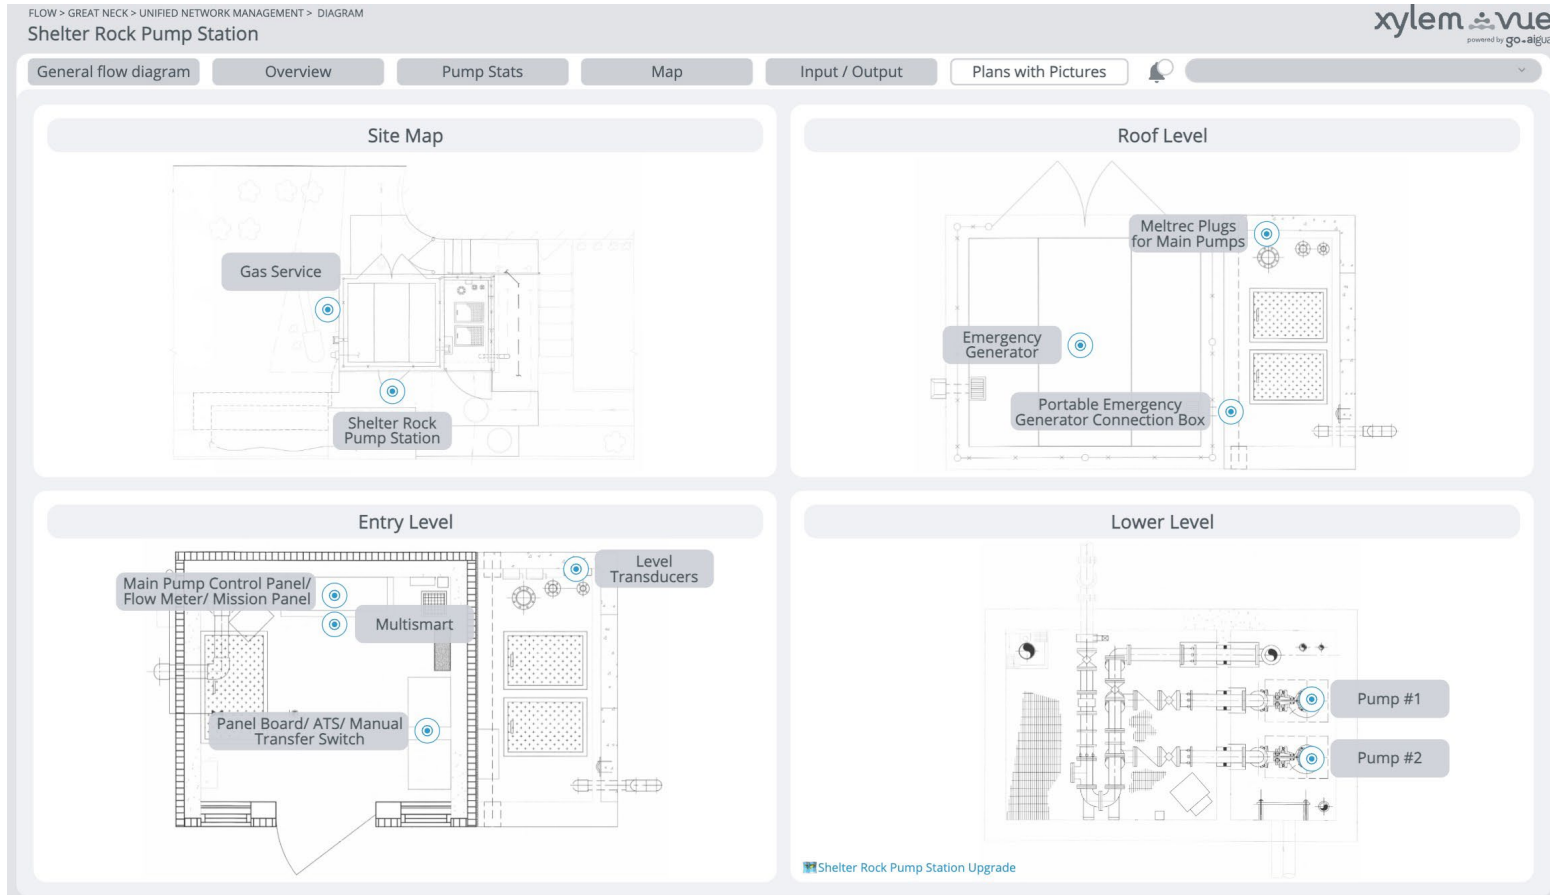 FLOW > GREAT NECK > UNIFIED NETWORK MANAGEMENT > DIAGRAM
Shelter Rock Pump Station
xylem vue
powered by go-aigua
General flow diagram
Overview
Pump Stats
Map
Input / Output
Plans with Pictures
Site Map
Gas Service
Shelter Rock
Pump Station
Roof Level
Meltrec Plugs
for Main Pumps
Emergency
Generator
Portable Emergency
Generator Connection Box
Entry Level
Main Pump Control Panel/
Flow Meter/ Mission Panel
Multismart
Level
Transducers
Panel Board/ ATS/ Manual
Transfer Switch
Lower Level
Pump #1
Pump #2
Shelter Rock Pump Station Upgrade